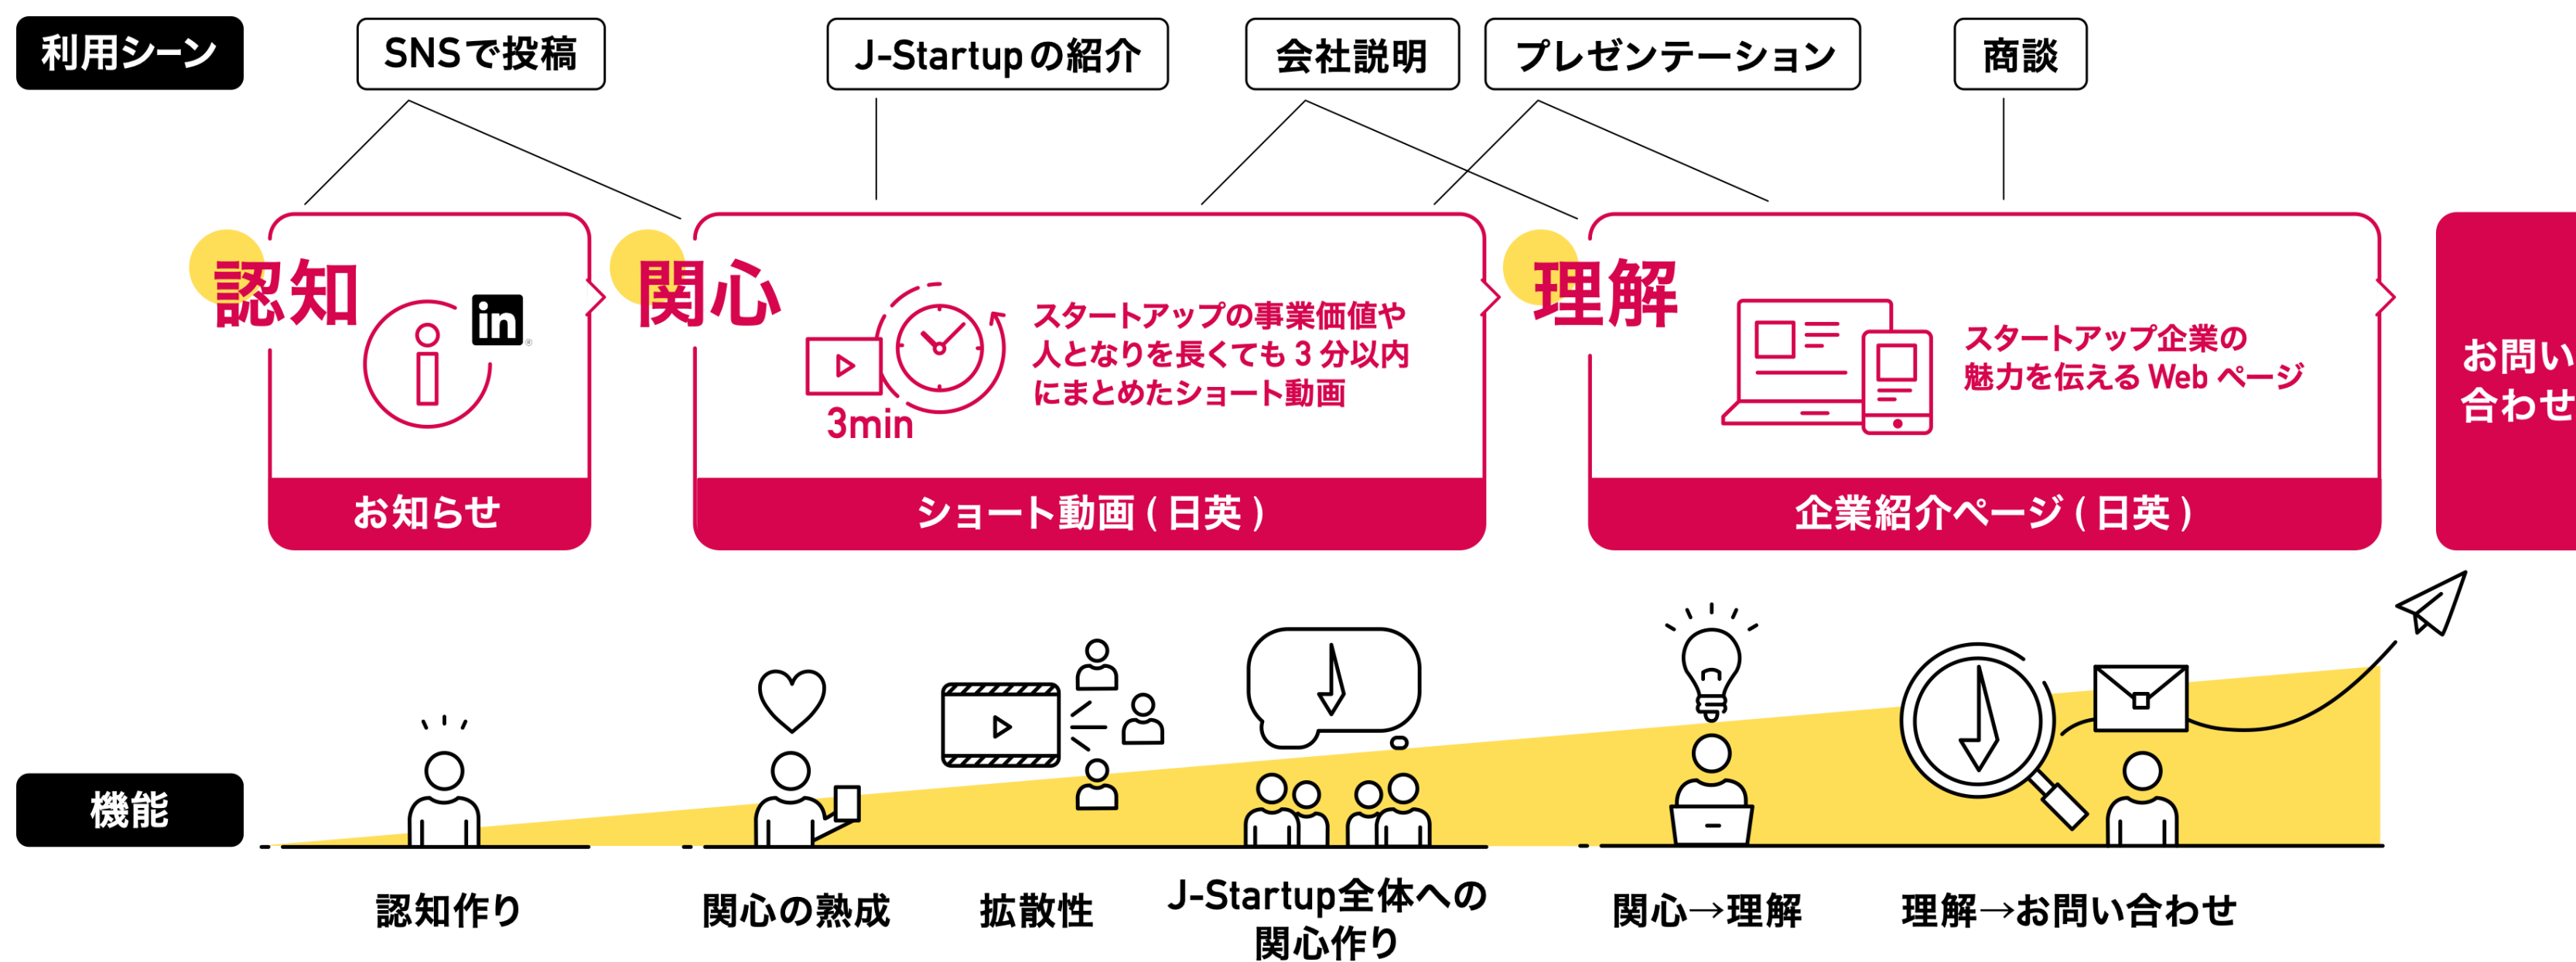 利用シーン
SNSで投稿
J-Startupの紹介
会社説明
プレゼンテーション
商談
認知
in
®
お知らせ
関心
3min
スタートアップの事業価値や
人となりを長くても 3 分以内
にまとめたショート動画
ショート動画 ( 日英 )
理解
スタートアップ企業の
魅力を伝える Web ページ
企業紹介ページ ( 日英 )
お問い
合わせ
機能
認知作り
関心の熟成
拡散性
J-Startup全体への
関心作り
関心→理解
理解→お問い合わせ